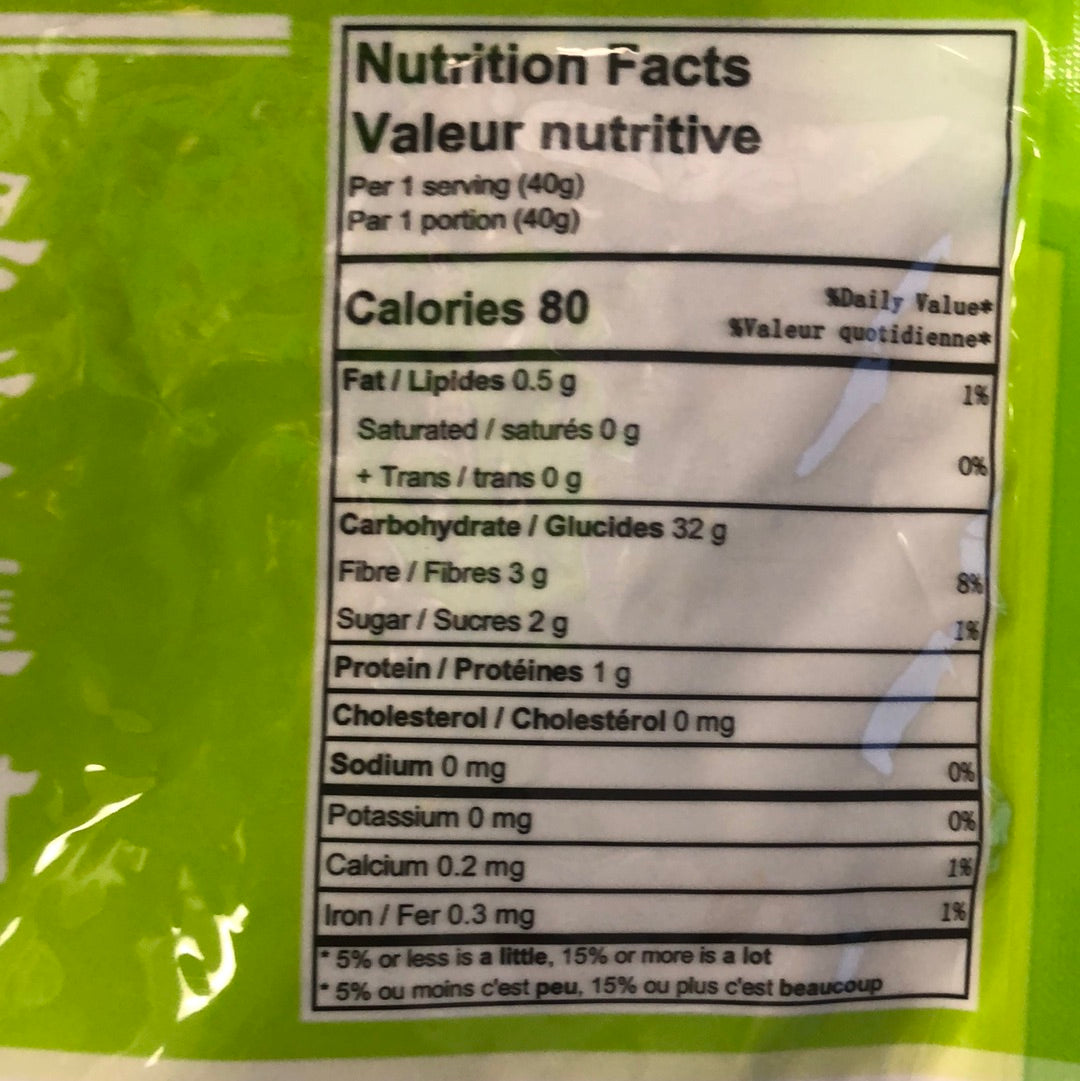 Nutrition Facts
Valeur nutritive
Per 1 serving (40g)
Par 1 portion (40g)
Calories 80
%Daily Value*
%Valeur quotidienne*
Fat / Lipides 0.5 g 1%
Saturated / saturés 0 g
+ Trans / trans 0 g 0%
Carbohydrate / Glucides 32 g
Fibre / Fibres 3 g 8%
Sugar / Sucres 2 g 1%
Protein / Protéines 1 g
Cholesterol / Cholestérol 0 mg
Sodium 0 mg 0%
Potassium 0 mg 0%
Calcium 0.2 mg 1%
Iron / Fer 0.3 mg 1%
* 5% or less is a little, 15% or more is a lot
* 5% ou moins c'est peu, 15% ou plus c'est beaucoup